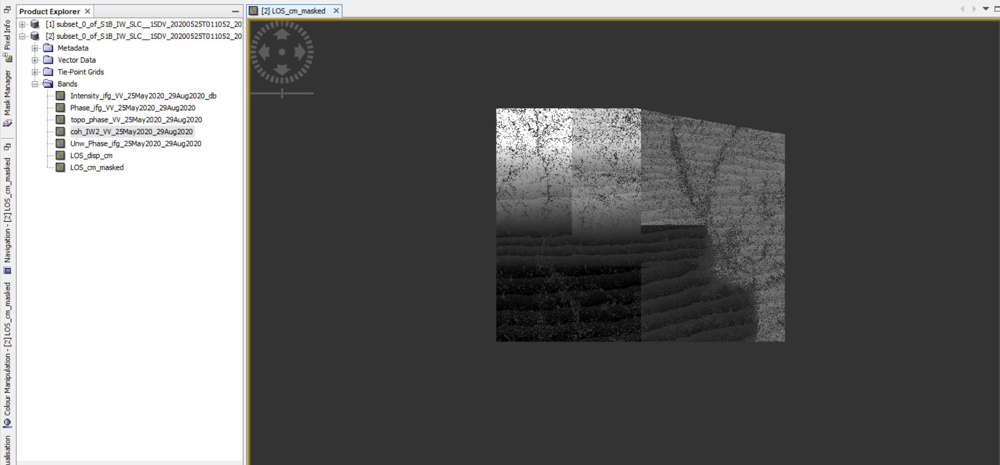 Product Explorer
[2] LOS_cm_masked
[1] subset_0_of_S1B_IW_SLC__1SDV_20200525T011052_20
[2] subset_0_of_S1B_IW_SLC__1SDV_20200525T011052_20
Metadata
Vector Data
Tie-Point Grids
Bands
Intensity_ifg_VV_25May2020_29Aug2020_db
Phase_ifg_VV_25May2020_29Aug2020
topo_phase_VV_25May2020_29Aug2020
coh_IW2_VV_25May2020_29Aug2020
Unw_Phase_ifg_25May2020_29Aug2020
LOS_disp_cm
LOS_cm_masked
Pixel Info
Mask Manager
Navigation - [2] LOS_cm_masked
Colour Manipulation - [2] LOS_cm_masked
ualisation